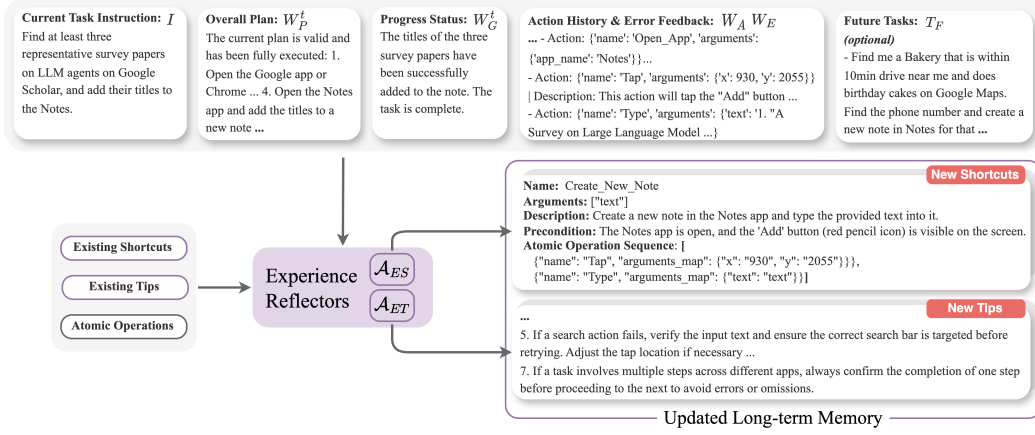 Current Task Instruction: I
Find at least three
representative survey papers
on LLM agents on Google
Scholar, and add their titles to
the Notes.
Overall Plan: W_P^t
The current plan is valid and
has been fully executed: 1.
Open the Google app or
Chrome ... 4. Open the Notes
app and add the titles to a
new note ...
Progress Status: W_G^t
The titles of the three
survey papers have
been successfully
added to the note. The
task is complete.
Action History & Error Feedback: W_A W_E
... - Action: {'name': 'Open_App', 'arguments':
{'app_name': 'Notes'}}...
- Action: {'name': 'Tap', 'arguments': {'x': 930, 'y': 2055}}
| Description: This action will tap the "Add" button ...
- Action: {'name': 'Type', 'arguments': {'text': '1. "A
Survey on Large Language Model ...}
Future Tasks: T_F
(optional)
- Find me a Bakery that is within
10min drive near me and does
birthday cakes on Google Maps.
Find the phone number and create a
new note in Notes for that ...
Existing Shortcuts
Existing Tips
Atomic Operations
Experience
Reflectors
A_ES
A_ET
New Shortcuts
Name: Create_New_Note
Arguments: ["text"]
Description: Create a new note in the Notes app and type the provided text into it.
Precondition: The Notes app is open, and the 'Add' button (red pencil icon) is visible on the screen.
Atomic Operation Sequence: [
{"name": "Tap", "arguments_map": {"x": "930", "y": "2055"}}},
{"name": "Type", "arguments_map": {"text": "text"}}]
New Tips
...
5. If a search action fails, verify the input text and ensure the correct search bar is targeted before
retrying. Adjust the tap location if necessary ...
7. If a task involves multiple steps across different apps, always confirm the completion of one step
before proceeding to the next to avoid errors or omissions.
Updated Long-term Memory